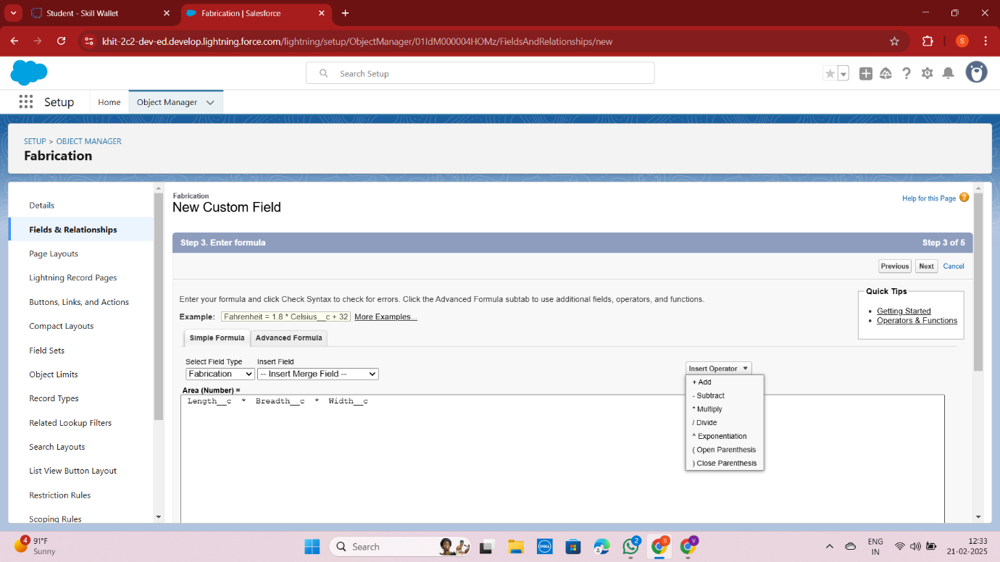 Student - Skill Wallet
Fabrication | Salesforce
khit-2c2-dev-ed.develop.lightning.force.com/lightning/setup/ObjectManager/01IdM000004HOMz/FieldsAndRelationships/new
S
Search Setup
Setup
Home
Object Manager
SETUP > OBJECT MANAGER
Fabrication
Details
Fields & Relationships
Page Layouts
Lightning Record Pages
Buttons, Links, and Actions
Compact Layouts
Field Sets
Object Limits
Record Types
Related Lookup Filters
Search Layouts
List View Button Layout
Restriction Rules
Scoping Rules
Fabrication
New Custom Field
Help for this Page ?
Step 3. Enter formula
Step 3 of 5
Previous Next Cancel
Enter your formula and click Check Syntax to check for errors. Click the Advanced Formula subtab to use additional fields, operators, and functions.
Example: Fahrenheit = 1.8 * Celsius__c + 32 More Examples...
Quick Tips
• Getting Started
• Operators & Functions
Simple Formula Advanced Formula
Select Field Type Insert Field
Fabrication -- Insert Merge Field --
Insert Operator
+ Add
- Subtract
* Multiply
/ Divide
^ Exponentiation
( Open Parenthesis
) Close Parenthesis
Area (Number) =
Length__c * Breadth__c * Width__c
4
91°F
Sunny
Search
DELL
2
S
V
ENG
IN
12:33
21-02-2025